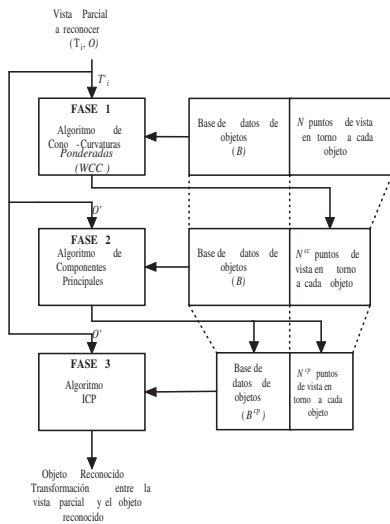 Vista Parcial
a reconocer
(T_i, O)
T'_i
FASE 1
Algoritmo de
Cono -Curvaturas
Ponderadas
(WCC )
Base de datos de
objetos
(B)
N puntos de vista
en torno a cada
objeto
O'
FASE 2
Algoritmo de
Componentes
Principales
Base de datos de
objetos
(B)
N^cc puntos de
vista en torno
a cada objeto
O'
FASE 3
Algoritmo
ICP
Base de
datos de
objetos
(B^cp)
N^cp puntos
de vista en
torno a cada
objeto
Objeto Reconocido
Transformación entre la
vista parcial y el objeto
reconocido